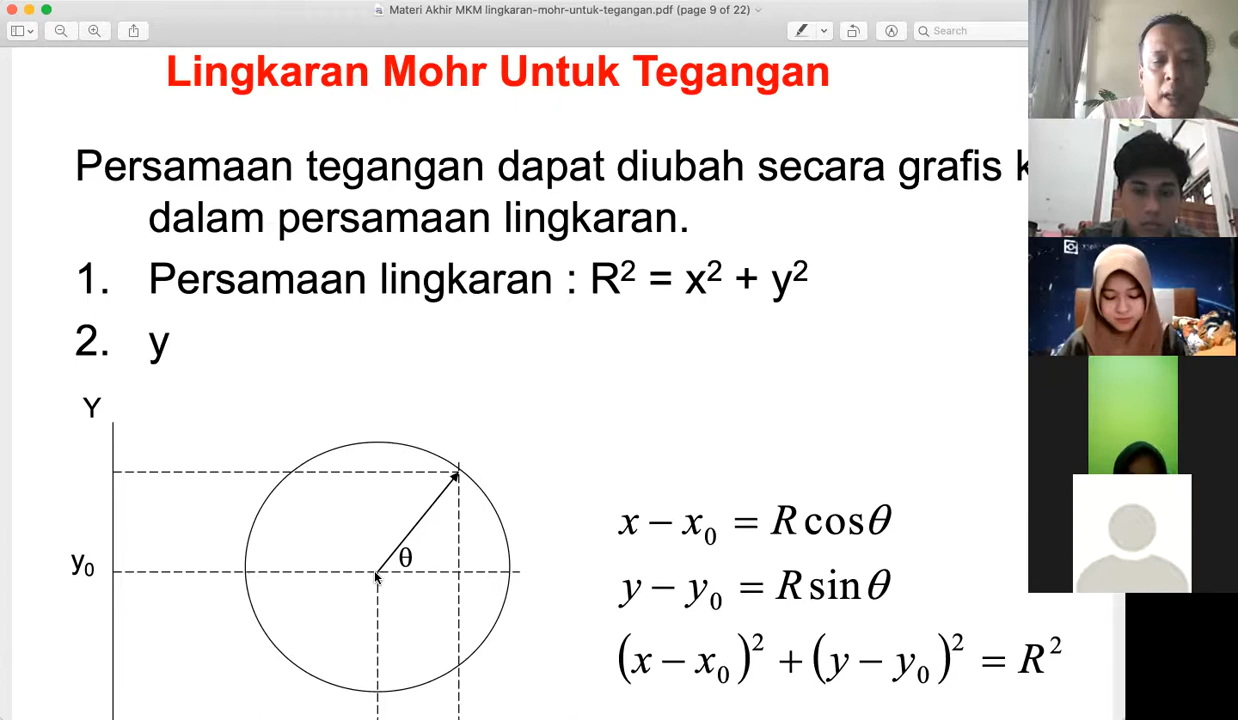 Materi Akhir MKM lingkaran-mohr-untuk-tegangan.pdf (page 9 of 22)
Search
Lingkaran Mohr Untuk Tegangan
Persamaan tegangan dapat diubah secara grafis
dalam persamaan lingkaran.
1. Persamaan lingkaran : R² = x² + y²
2. y
Y
θ
y₀
x − x₀ = R cos θ
y − y₀ = R sin θ
(x − x₀)² + (y − y₀)² = R²